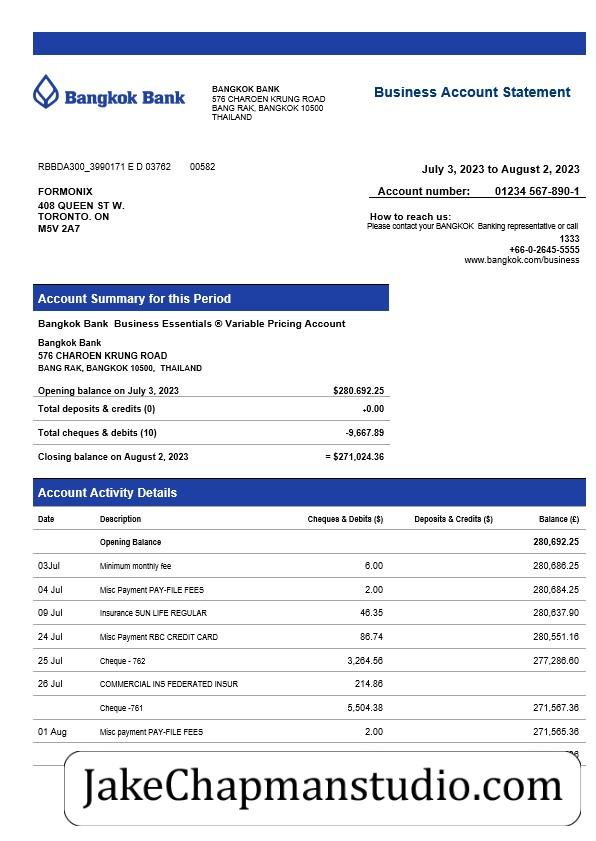 Bangkok Bank
BANGKOK BANK
576 CHAROEN KRUNG ROAD
BANG RAK, BANGKOK 10500
THAILAND
Business Account Statement
RBBDA300_3990171 E D 03762 00582
July 3, 2023 to August 2, 2023
FORMONIX
408 QUEEN ST W.
TORONTO. ON
M5V 2A7
Account number: 01234 567-890-1
How to reach us:
Please contact your BANGKOK Banking representative or call
1333
+66-0-2645-5555
www.bangkok.com/business
Account Summary for this Period
Bangkok Bank Business Essentials ® Variable Pricing Account
Bangkok Bank
576 CHAROEN KRUNG ROAD
BANG RAK, BANGKOK 10500, THAILAND
Opening balance on July 3, 2023 $280.692.25
Total deposits & credits (0) -0.00
Total cheques & debits (10) -9,667.89
Closing balance on August 2, 2023 = $271,024.36
Account Activity Details
Date Description Cheques & Debits ($) Deposits & Credits ($) Balance (£)
Opening Balance 280,692.25
03Jul Minimum monthly fee 6.00 280,686.25
04 Jul Misc Payment PAY-FILE FEES 2.00 280,684.25
09 Jul Insurance SUN LIFE REGULAR 46.35 280,637.90
24 Jul Misc Payment RBC CREDIT CARD 86.74 280,551.16
25 Jul Cheque - 762 3,264.56 277,286.60
26 Jul COMMERCIAL INS FEDERATED INSUR 214.86
Cheque -761 5,504.38 271,567.36
01 Aug Misc payment PAY-FILE FEES 2.00 271,565.36
JakeChapmanstudio.com